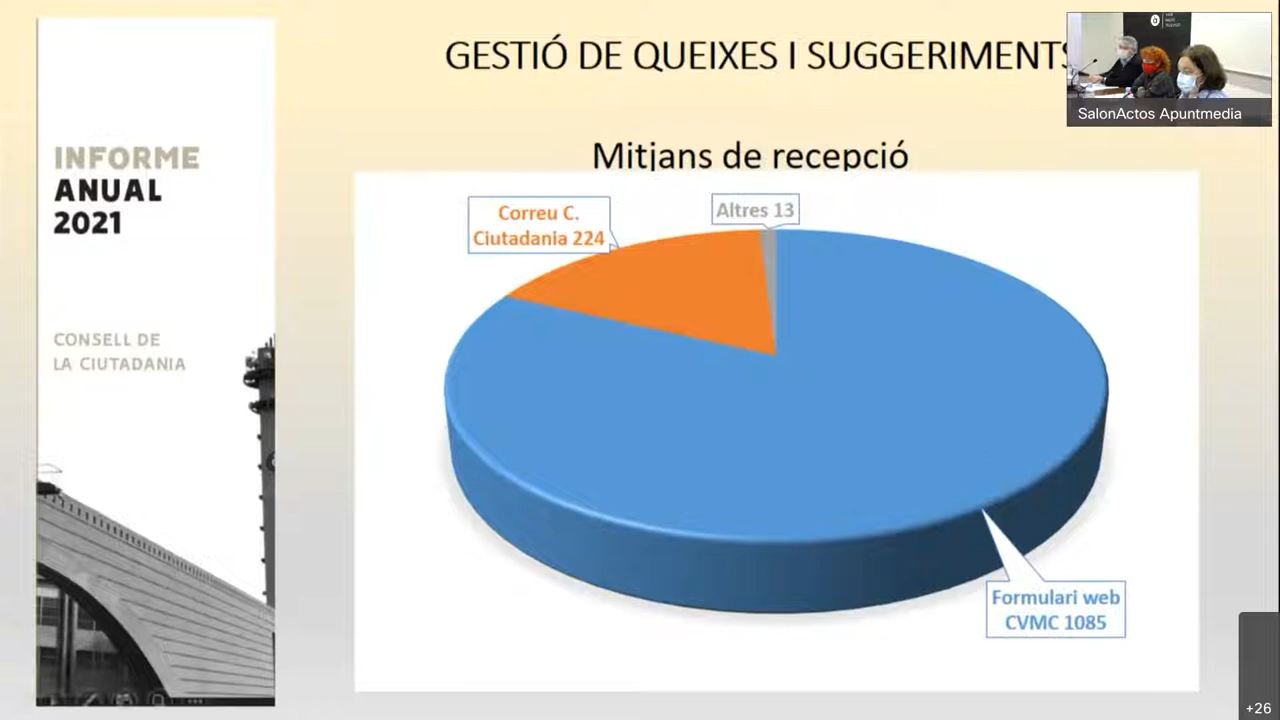 GESTIÓ DE QUEIXES I SUGGERIMENTS
SalonActos Apuntmedia
INFORME
ANUAL
2021
CONSELL DE
LA CIUTADANIA
Mitjans de recepció
Correu C.
Ciutadania 224
Altres 13
Formulari web
CVMC 1085
+26